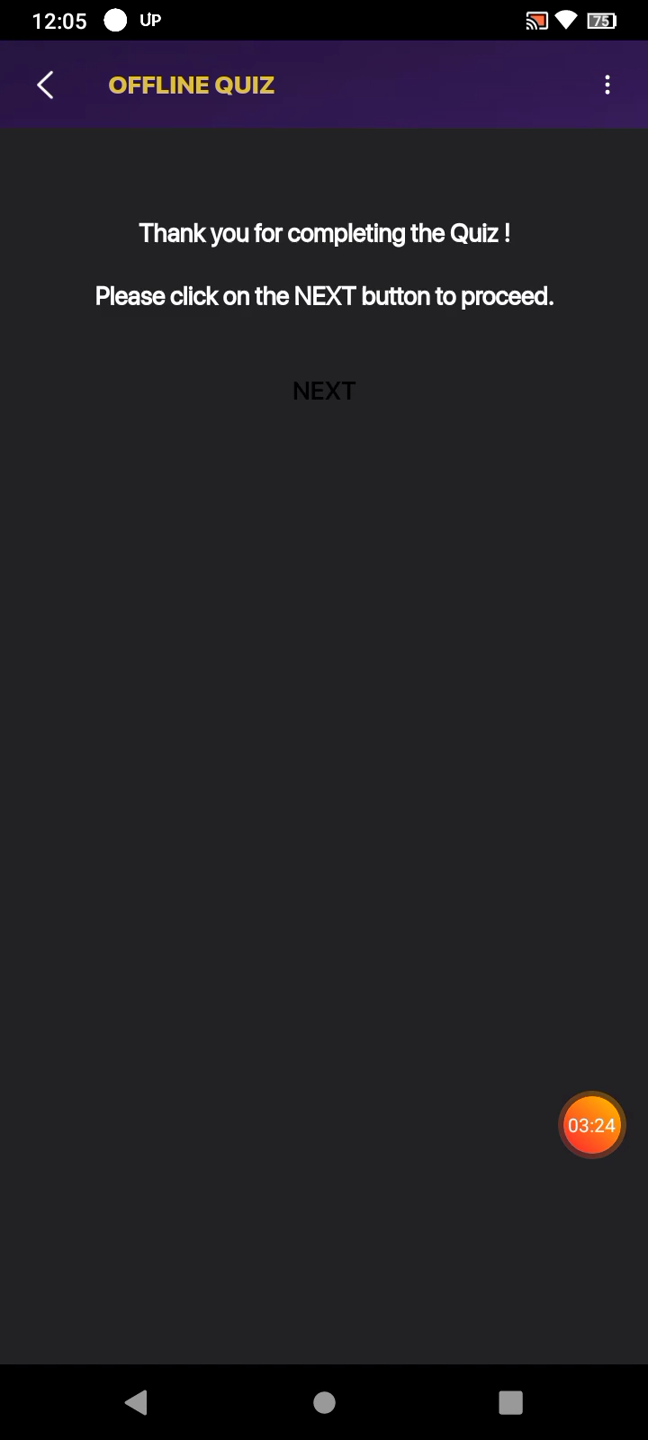 12:05 UP 75
OFFLINE QUIZ
Thank you for completing the Quiz !
Please click on the NEXT button to proceed.
NEXT
03:24